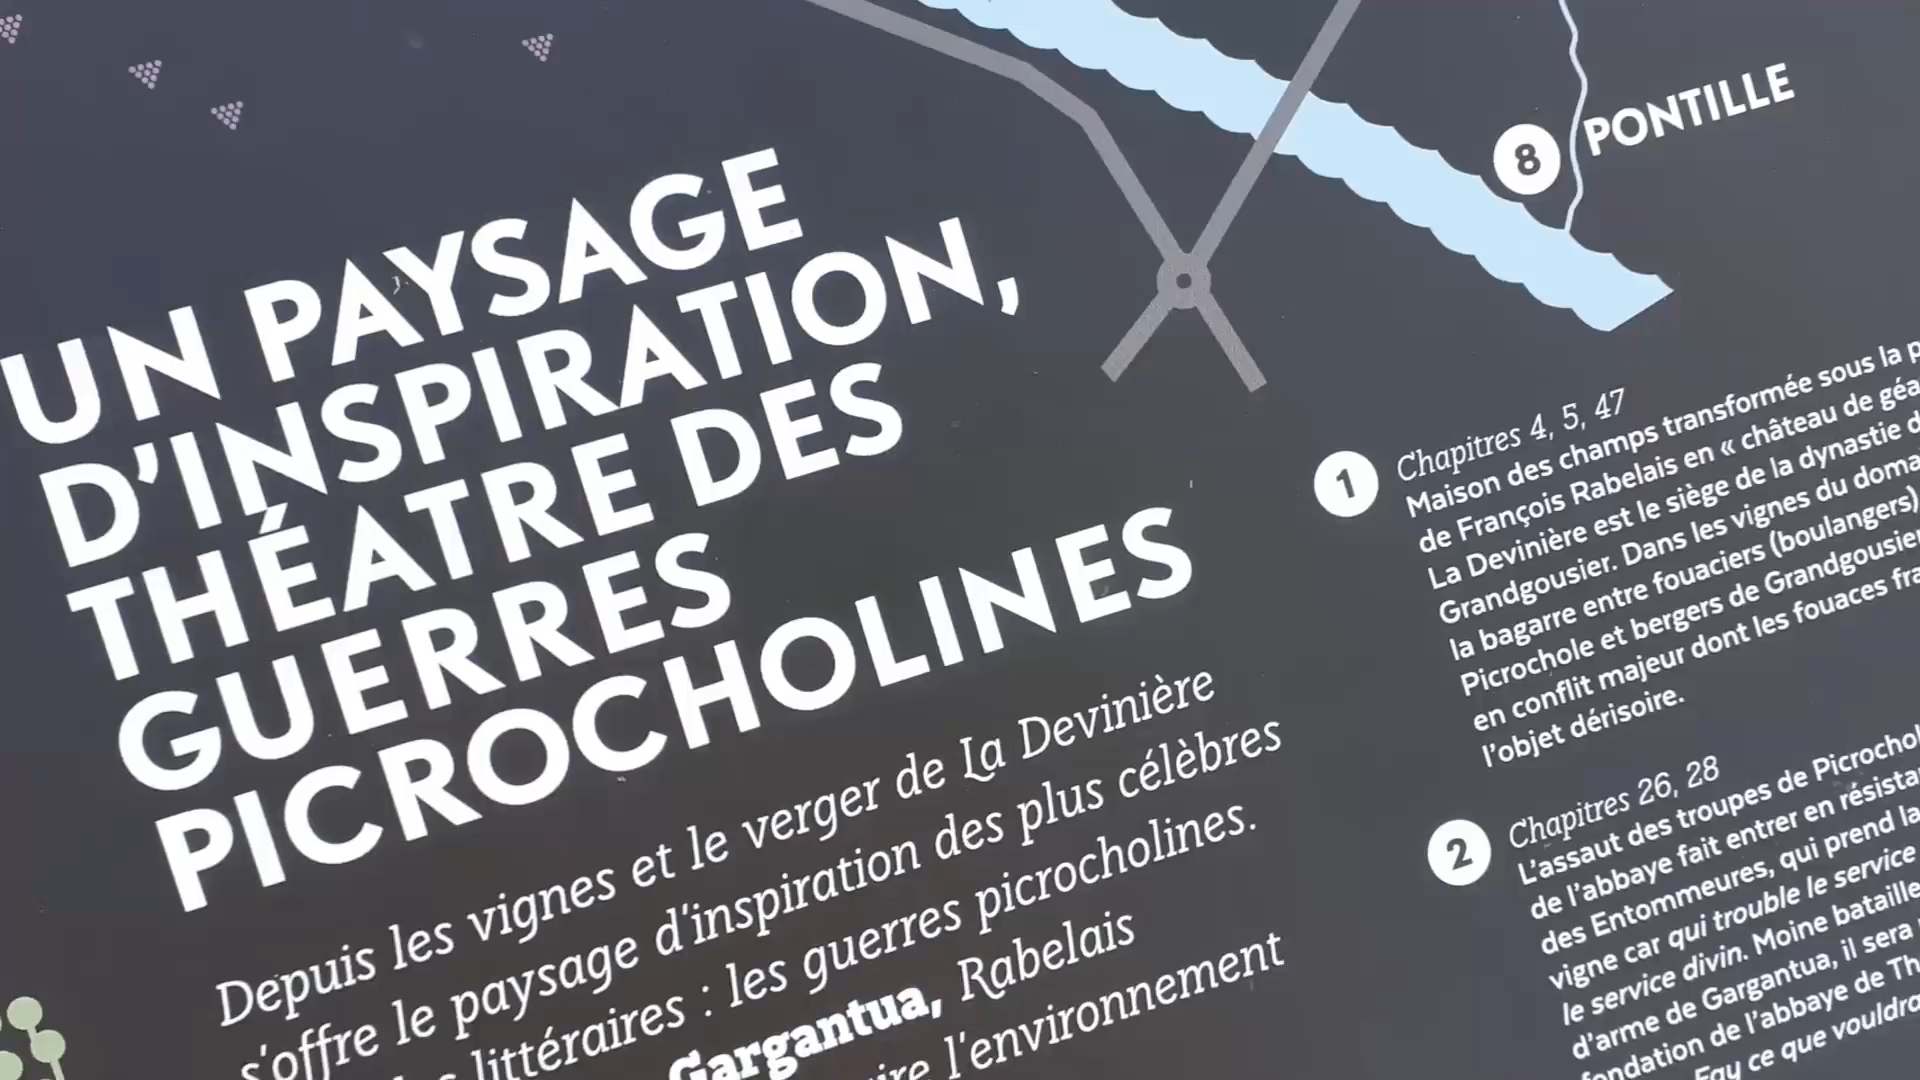 8 PONTILLE
UN PAYSAGE
D'INSPIRATION,
THÉATRE DES
GUERRES
PICROCHOLINES
Depuis les vignes et le verger de La Devinière
s'offre le paysage d'inspiration des plus célèbres
littéraires : les guerres picrocholines.
Gargantua, Rabelais
l'environnement
1 Chapitres 4, 5, 47
Maison des champs transformée sous la
de François Rabelais en « château de
La Devinière est le siège de la dynastie
Grandgousier. Dans les vignes du
la bagarre entre fouaciers (boulangers)
Picrochole et bergers de Grandgousier
en conflit majeur dont les fouaces
l'objet dérisoire.
2 Chapitres 26, 28
L'assaut des troupes de
de l'abbaye fait entrer en
des Entommeures, qui prend la
vigne car qui trouble le service
le service divin. Moine
d'arme de Gargantua, il sera
fondation de l'abbaye de
Fay ce que